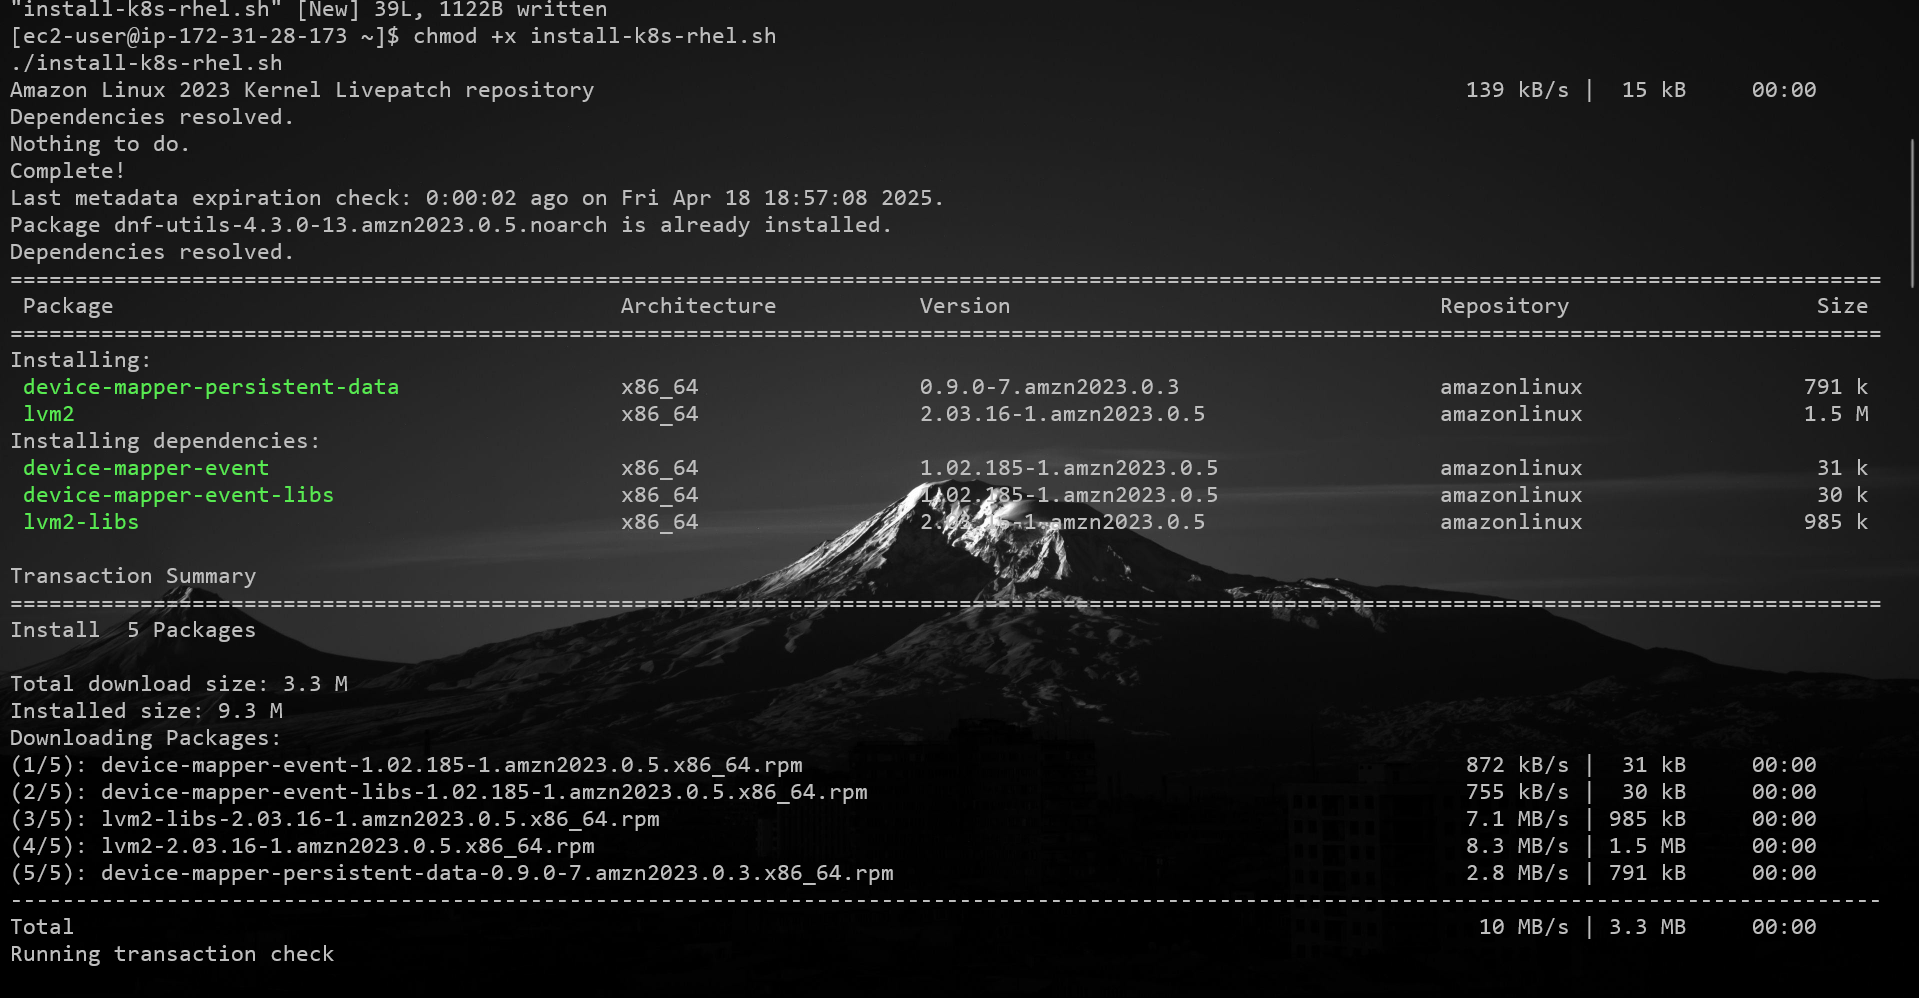 "install-k8s-rhel.sh" [New] 39L, 1122B written
[ec2-user@ip-172-31-28-173 ~]$ chmod +x install-k8s-rhel.sh
./install-k8s-rhel.sh
Amazon Linux 2023 Kernel Livepatch repository 139 kB/s | 15 kB 00:00
Dependencies resolved.
Nothing to do.
Complete!
Last metadata expiration check: 0:00:02 ago on Fri Apr 18 18:57:08 2025.
Package dnf-utils-4.3.0-13.amzn2023.0.5.noarch is already installed.
Dependencies resolved.
================================================================================================================================================
Package Architecture Version Repository Size
================================================================================================================================================
Installing:
device-mapper-persistent-data x86_64 0.9.0-7.amzn2023.0.3 amazonlinux 791 k
lvm2 x86_64 2.03.16-1.amzn2023.0.5 amazonlinux 1.5 M
Installing dependencies:
device-mapper-event x86_64 1.02.185-1.amzn2023.0.5 amazonlinux 31 k
device-mapper-event-libs x86_64 1.02.185-1.amzn2023.0.5 amazonlinux 30 k
lvm2-libs x86_64 2.03.16-1.amzn2023.0.5 amazonlinux 985 k
Transaction Summary
================================================================================================================================================
Install 5 Packages
Total download size: 3.3 M
Installed size: 9.3 M
Downloading Packages:
(1/5): device-mapper-event-1.02.185-1.amzn2023.0.5.x86_64.rpm 872 kB/s | 31 kB 00:00
(2/5): device-mapper-event-libs-1.02.185-1.amzn2023.0.5.x86_64.rpm 755 kB/s | 30 kB 00:00
(3/5): lvm2-libs-2.03.16-1.amzn2023.0.5.x86_64.rpm 7.1 MB/s | 985 kB 00:00
(4/5): lvm2-2.03.16-1.amzn2023.0.5.x86_64.rpm 8.3 MB/s | 1.5 MB 00:00
(5/5): device-mapper-persistent-data-0.9.0-7.amzn2023.0.3.x86_64.rpm 2.8 MB/s | 791 kB 00:00
------------------------------------------------------------------------------------------------------------------------------------------------
Total 10 MB/s | 3.3 MB 00:00
Running transaction check